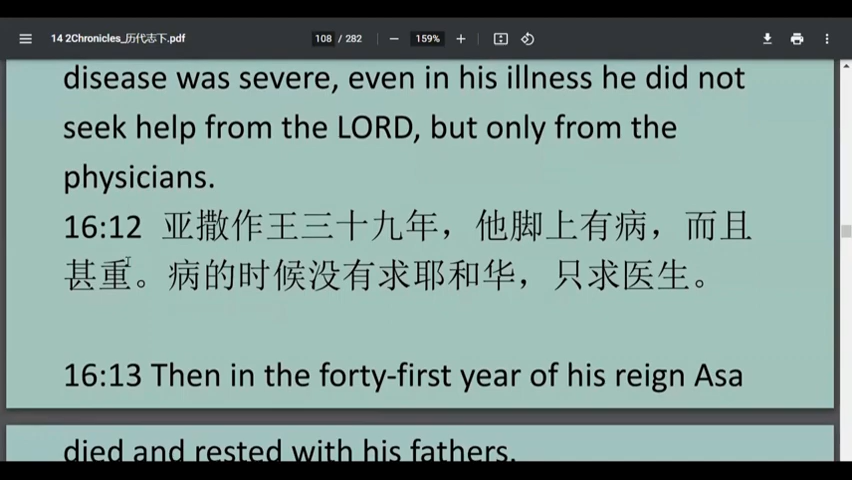 14 2Chronicles_历代志下.pdf
108 / 282
159%
disease was severe, even in his illness he did not
seek help from the LORD, but only from the
physicians.
16:12 亚撒作王三十九年，他脚上有病，而且
甚重。病的时候没有求耶和华，只求医生。
16:13 Then in the forty-first year of his reign Asa
died and rested with his fathers.